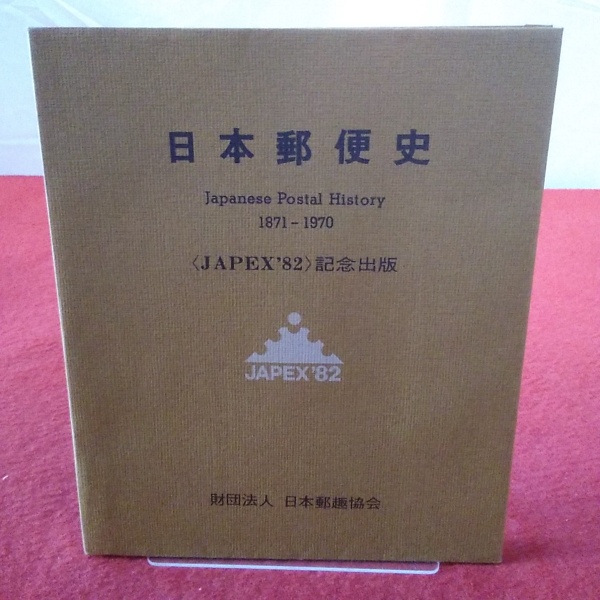 日本郵便史
Japanese Postal History
1871-1970
〈JAPEX'82〉記念出版
JAPEX'82
財団法人 日本郵趣協会